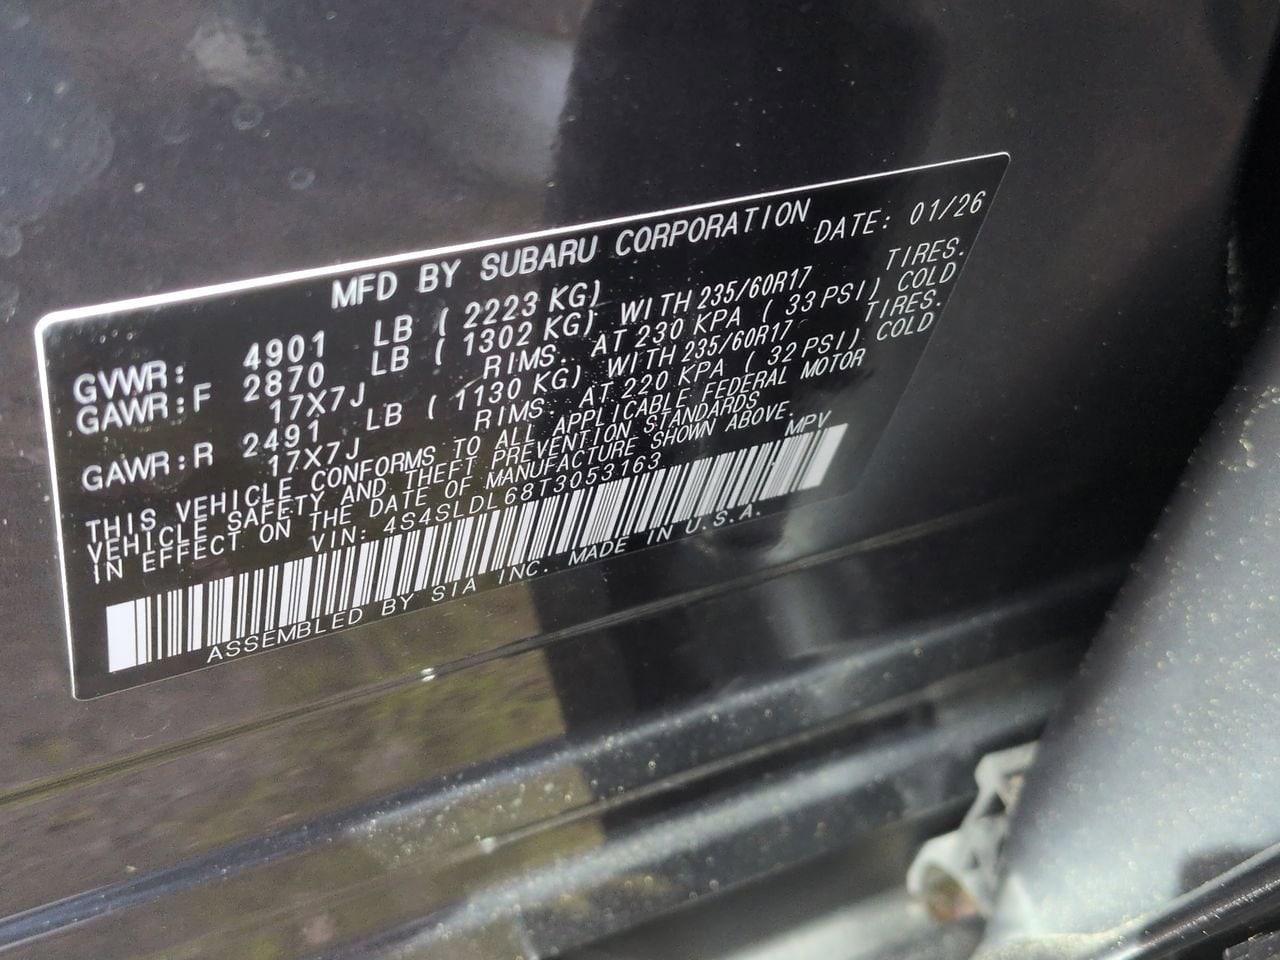 MFD BY SUBARU CORPORATION DATE: 01/26
GVWR: 4901 LB (2223 KG)
GAWR:F 2870 LB (1302 KG) WITH 235/60R17 TIRES.
17X7J RIMS. AT 230 KPA (33 PSI) COLD
GAWR:R 2491 LB (1130 KG) WITH 235/60R17 TIRES.
17X7J RIMS. AT 220 KPA (32 PSI) COLD
THIS VEHICLE CONFORMS TO ALL APPLICABLE FEDERAL MOTOR
VEHICLE SAFETY AND THEFT PREVENTION STANDARDS
IN EFFECT ON THE DATE OF MANUFACTURE SHOWN ABOVE.
VIN: 4S4SLDL68T3053163 MPV
ASSEMBLED BY SIA INC. MADE IN U.S.A.